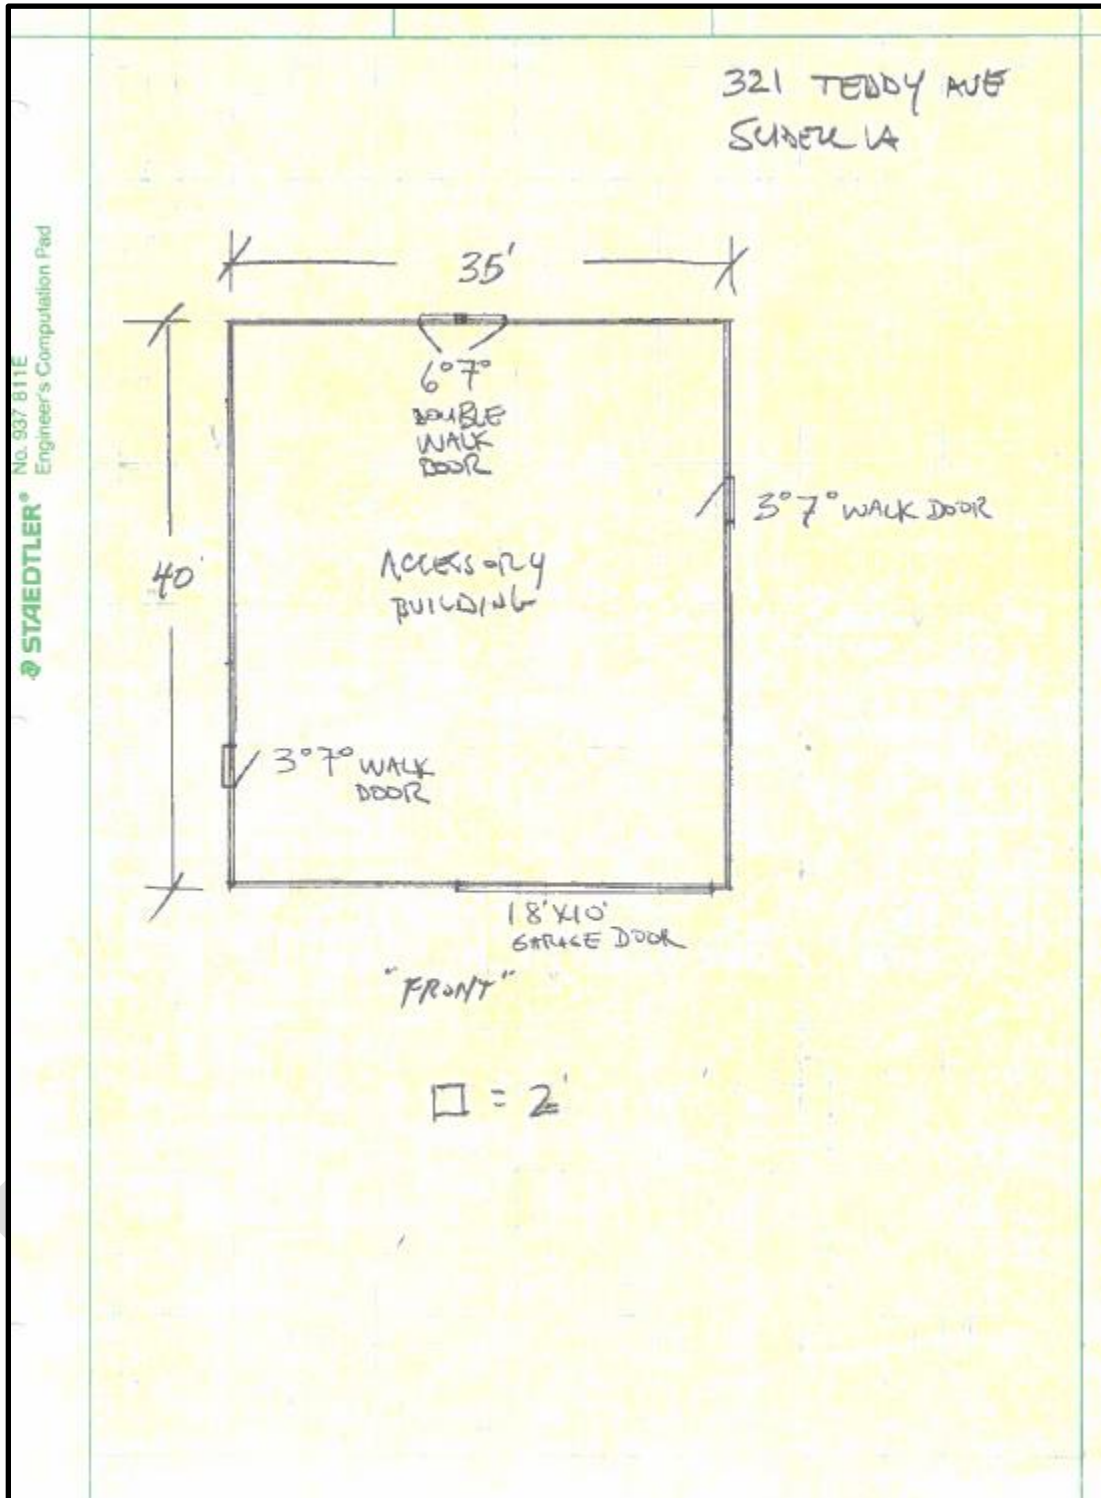 321 TEDDY AVE
SLIDELL LA
35'
6°7°
DOUBLE
WALK
DOOR
3°7° WALK DOOR
40'
ACCESSORY
BUILDING
3°7° WALK
DOOR
18'X10'
GARAGE DOOR
"FRONT"
□ = 2'
STAEDTLER® No. 937 811E
Engineer's Computation Pad